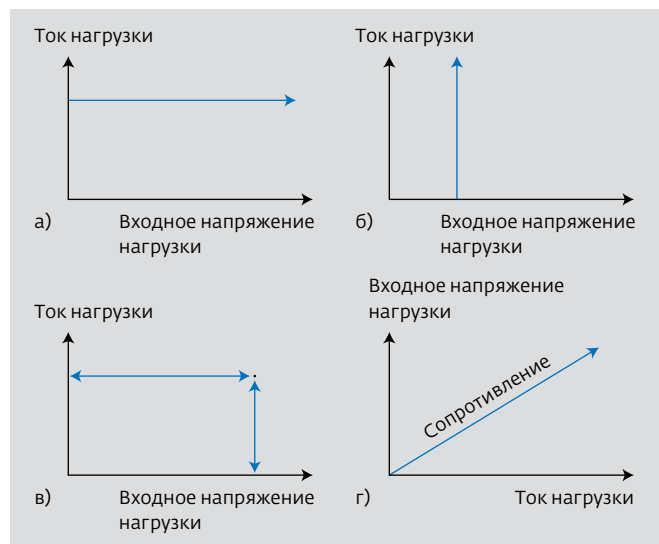 Ток нагрузки
а)
Входное напряжение
нагрузки
Ток нагрузки
б)
Входное напряжение
нагрузки
Ток нагрузки
в)
Входное напряжение
нагрузки
Входное напряжение
нагрузки
Сопротивление
г)
Ток нагрузки